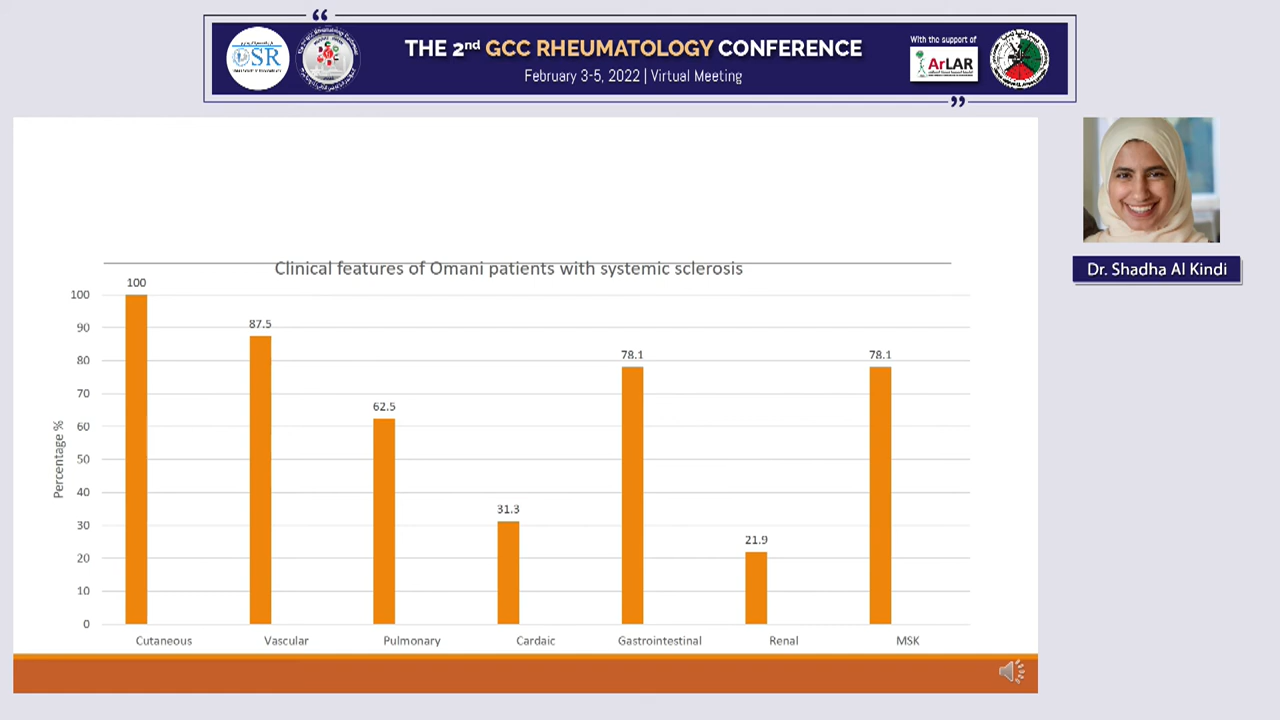 THE 2nd GCC RHEUMATOLOGY CONFERENCE
February 3-5, 2022 | Virtual Meeting
With the support of
OSR
ArLAR
Dr. Shadha Al Kindi
Clinical features of Omani patients with systemic sclerosis
Percentage %
100
90
80
70
60
50
40
30
20
10
0
100
87.5
62.5
31.3
78.1
21.9
78.1
Cutaneous
Vascular
Pulmonary
Cardaic
Gastrointestinal
Renal
MSK